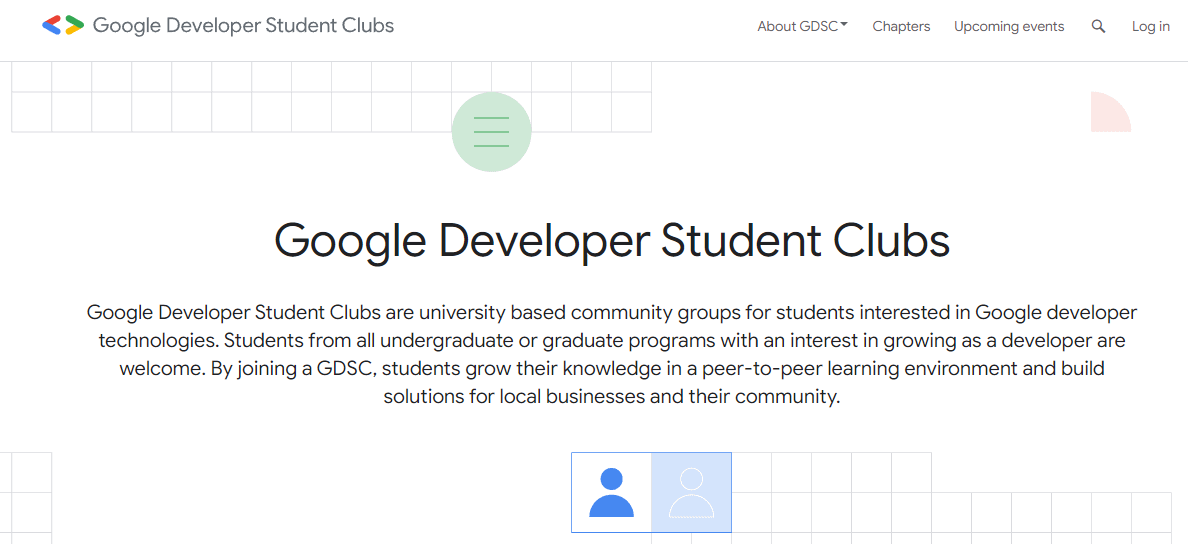 Google Developer Student Clubs
About GDSC
Chapters
Upcoming events
Log in
Google Developer Student Clubs
Google Developer Student Clubs are university based community groups for students interested in Google developer
technologies. Students from all undergraduate or graduate programs with an interest in growing as a developer are
welcome. By joining a GDSC, students grow their knowledge in a peer-to-peer learning environment and build
solutions for local businesses and their community.